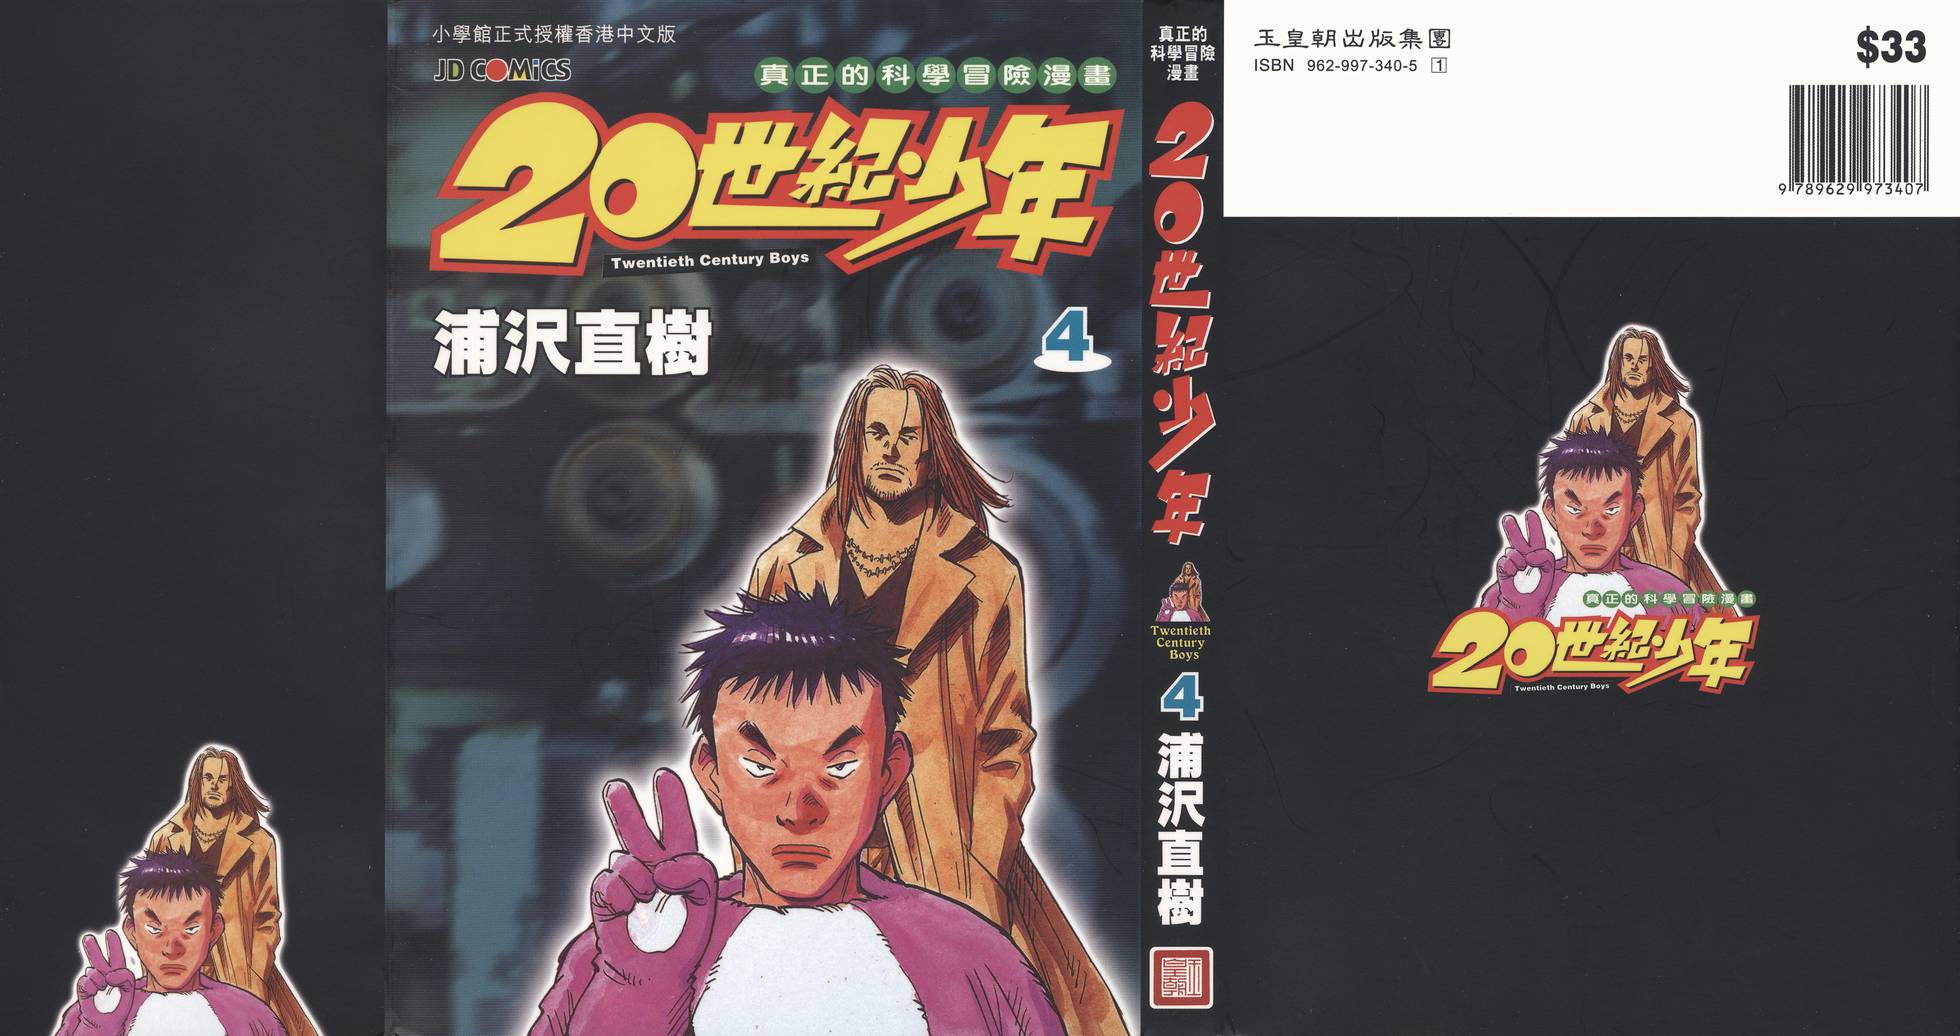 小學館正式授權香港中文版
JD COMiCS
真正的科學冒險漫畫
20世紀少年
Twentieth Century Boys
浦沢直樹
4
真正的
科學冒險
漫畫
20世紀少年
Twentieth
Century
Boys
4
浦沢直樹
玉皇朝
玉皇朝出版集團
ISBN 962-997-340-5 1
$33
9 789629 973407
真正的科學冒險漫畫
20世紀少年
Twentieth Century Boys